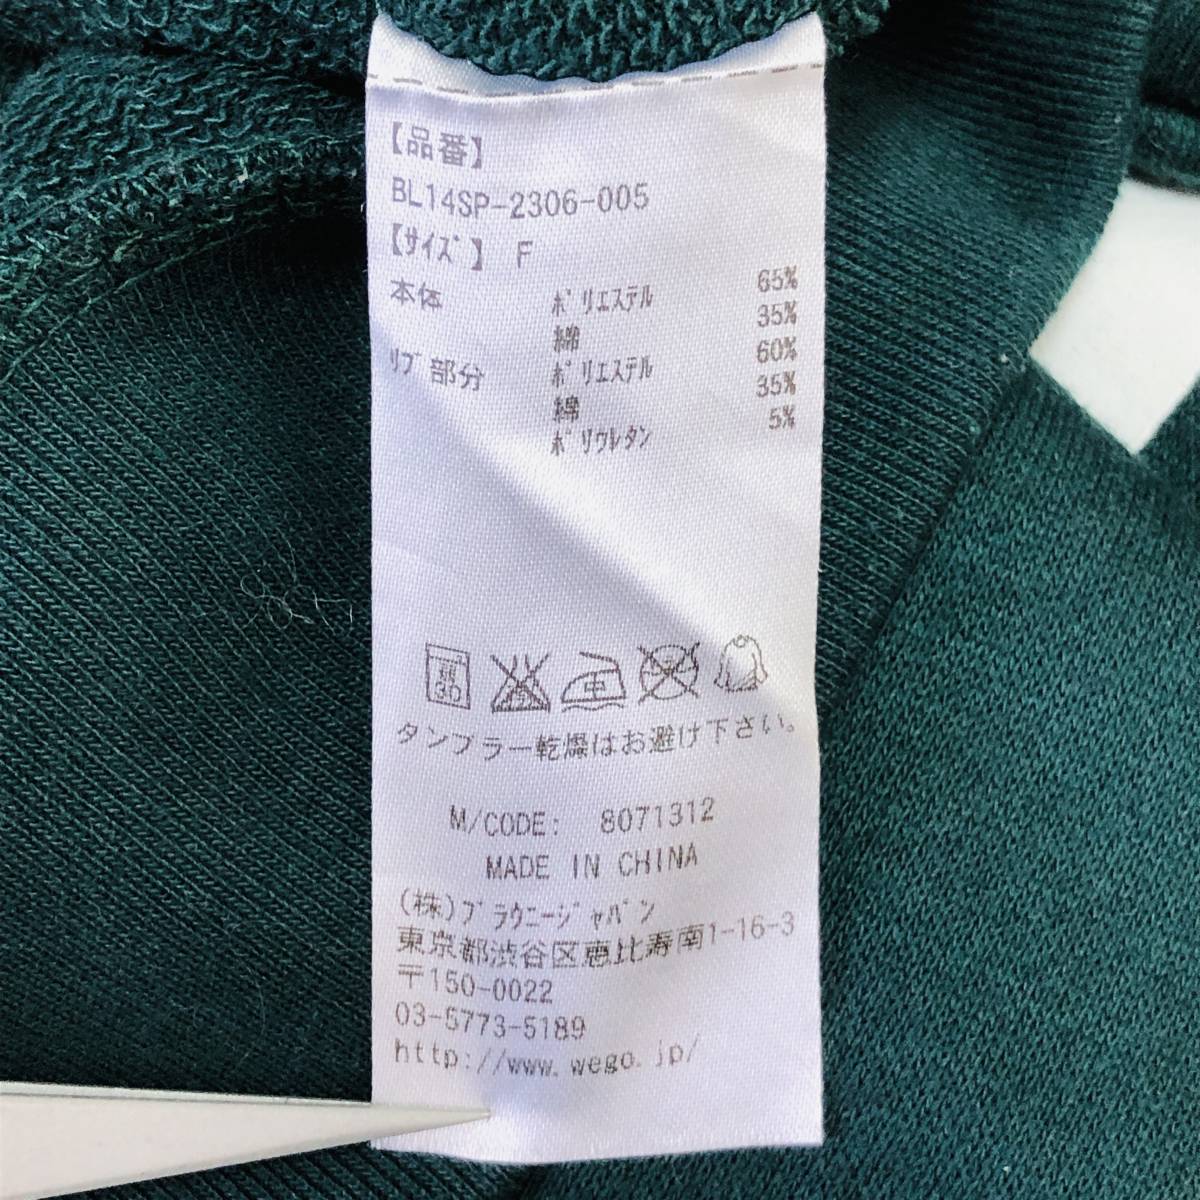 【品番】
BL14SP-2306-005
【ｻｲｽﾞ】 F
本体 ﾎﾟﾘｴｽﾃﾙ 65%
綿 35%
ﾘﾌﾞ部分 ﾎﾟﾘｴｽﾃﾙ 60%
綿 35%
ﾎﾟﾘｳﾚﾀﾝ 5%
30 中
タンブラー乾燥はお避け下さい。
M/CODE: 8071312
MADE IN CHINA
(株)ﾌﾞﾗｳﾆｰｼﾞｬﾊﾟﾝ
東京都渋谷区恵比寿南1-16-3
〒150-0022
03-5773-5189
http://www.wego.jp/